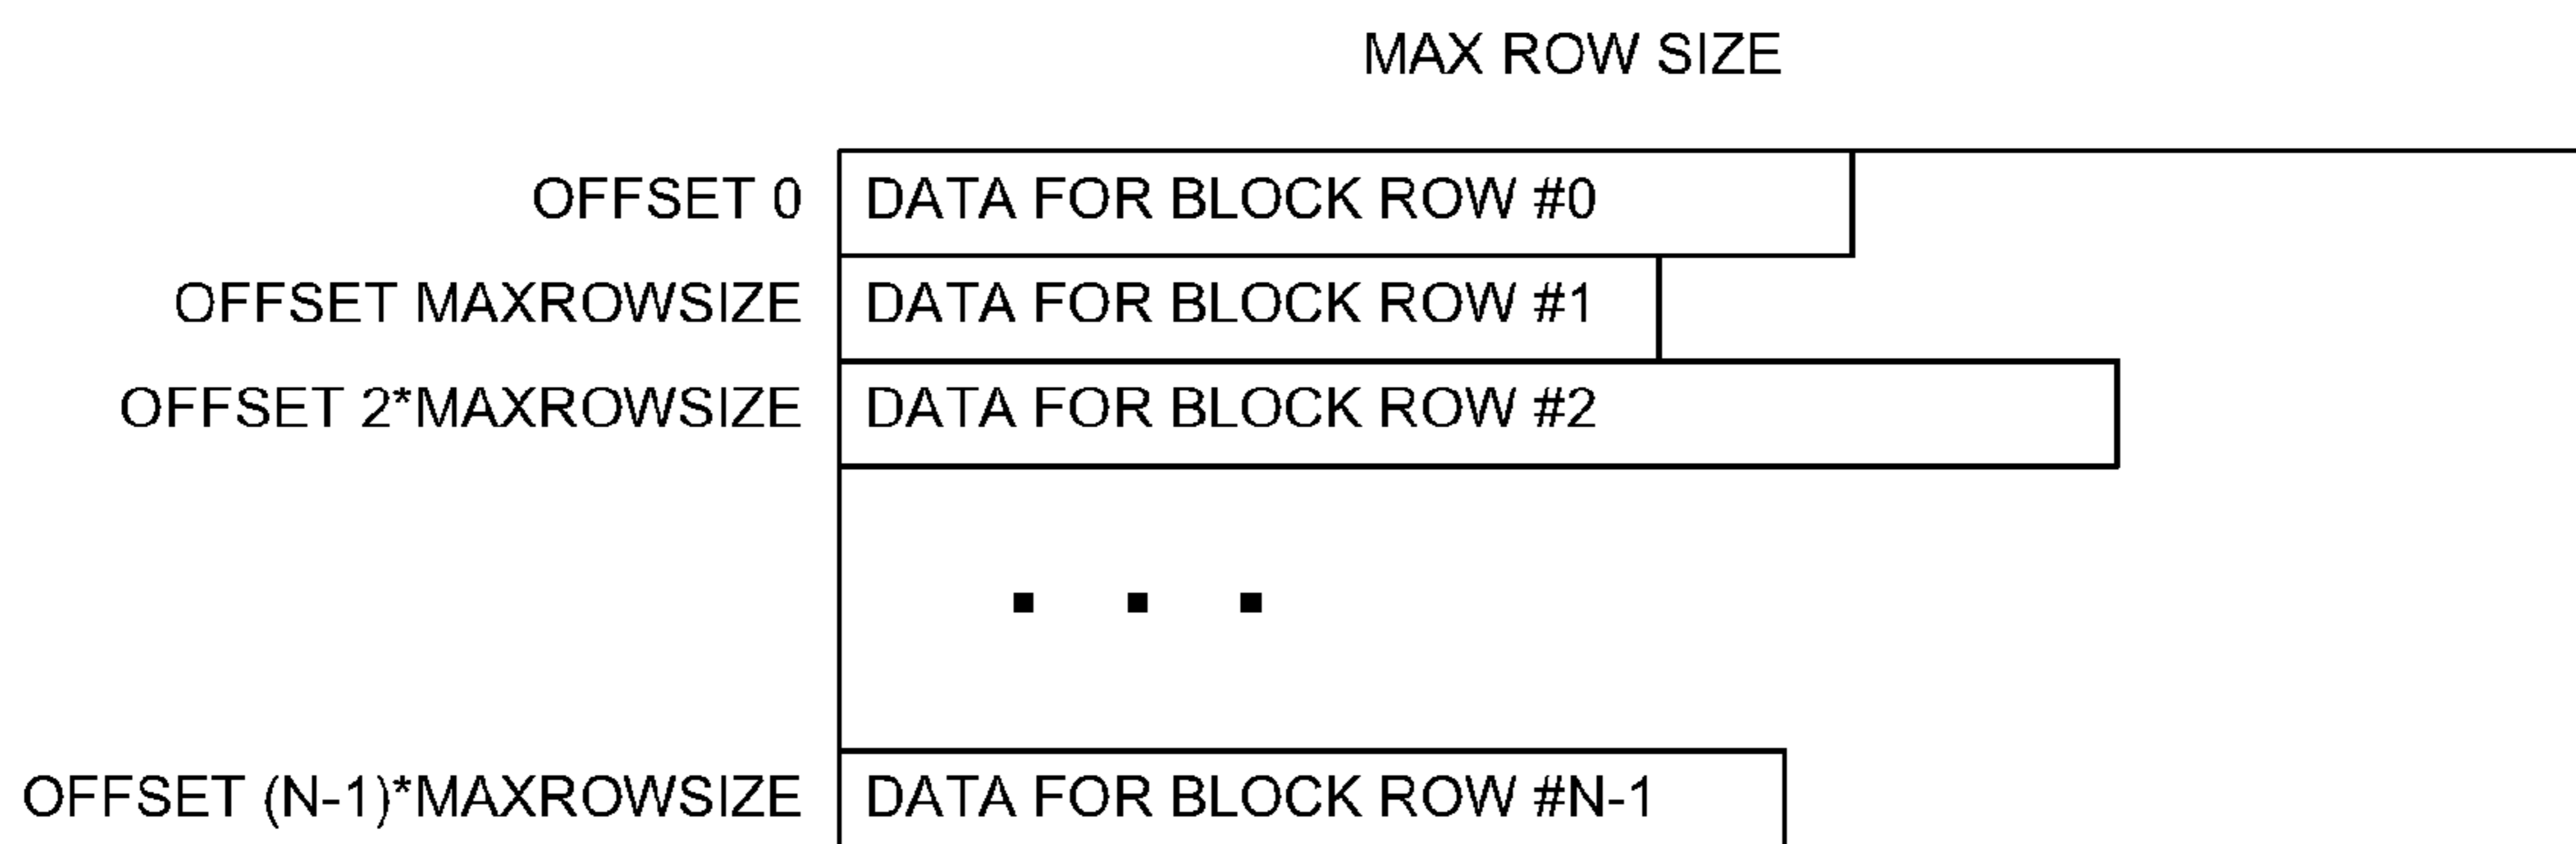 MAX ROW SIZE
OFFSET 0 DATA FOR BLOCK ROW #0
OFFSET MAXROWSIZE DATA FOR BLOCK ROW #1
OFFSET 2*MAXROWSIZE DATA FOR BLOCK ROW #2
. . .
OFFSET (N-1)*MAXROWSIZE DATA FOR BLOCK ROW #N-1